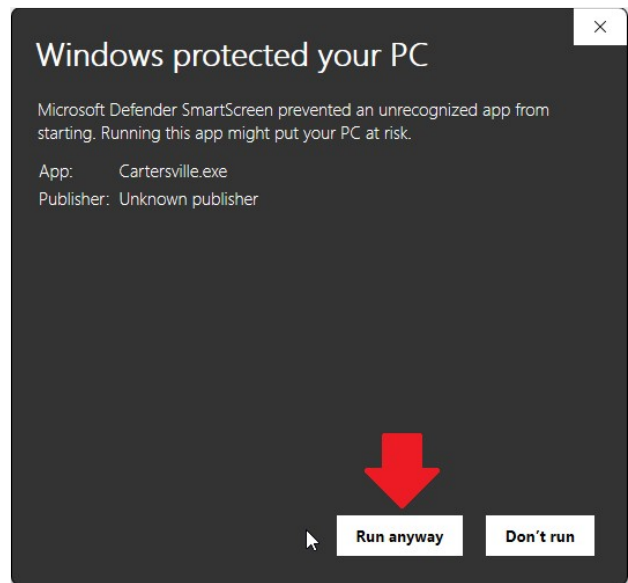 Windows protected your PC
Microsoft Defender SmartScreen prevented an unrecognized app from
starting. Running this app might put your PC at risk.
App: Cartersville.exe
Publisher: Unknown publisher
Run anyway Don't run